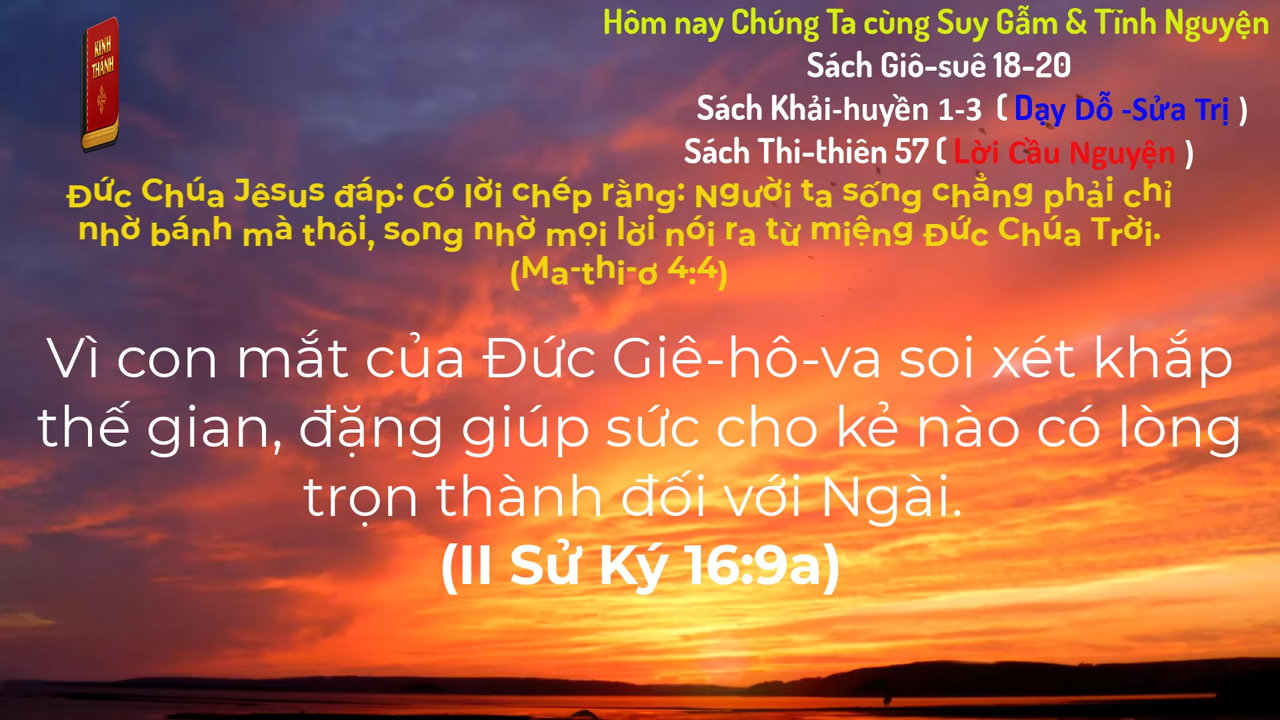 KINH
THÁNH
Hôm nay Chúng Ta cùng Suy Gẫm & Tĩnh Nguyện
Sách Giô-suê 18-20
Sách Khải-huyền 1-3 ( Dạy Dỗ -Sửa Trị )
Sách Thi-thiên 57 ( Lời Cầu Nguyện )
Đức Chúa Jêsus đáp: Có lời chép rằng: Người ta sống chẳng phải chỉ
nhờ bánh mà thôi, song nhờ mọi lời nói ra từ miệng Đức Chúa Trời.
(Ma-thi-ơ 4:4)
Vì con mắt của Đức Giê-hô-va soi xét khắp
thế gian, đặng giúp sức cho kẻ nào có lòng
trọn thành đối với Ngài.
(II Sử Ký 16:9a)